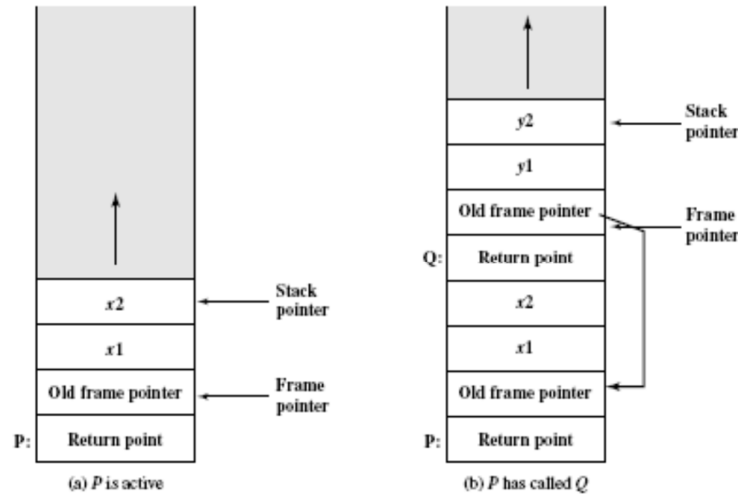 x2
x1
Old frame pointer
P: Return point
Stack
pointer
Frame
pointer
(a) P is active
y2
y1
Old frame pointer
Q: Return point
x2
x1
Old frame pointer
P: Return point
Stack
pointer
Frame
pointer
(b) P has called Q